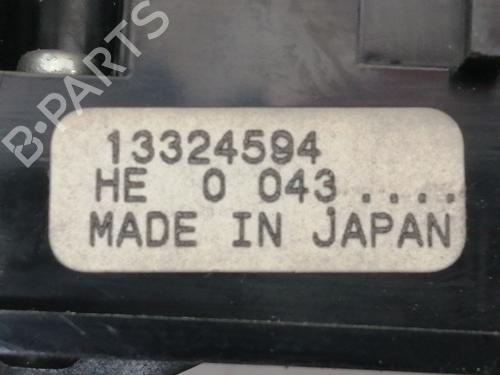 B-PARTS
13324594
HE 0 043....
MADE IN JAPAN